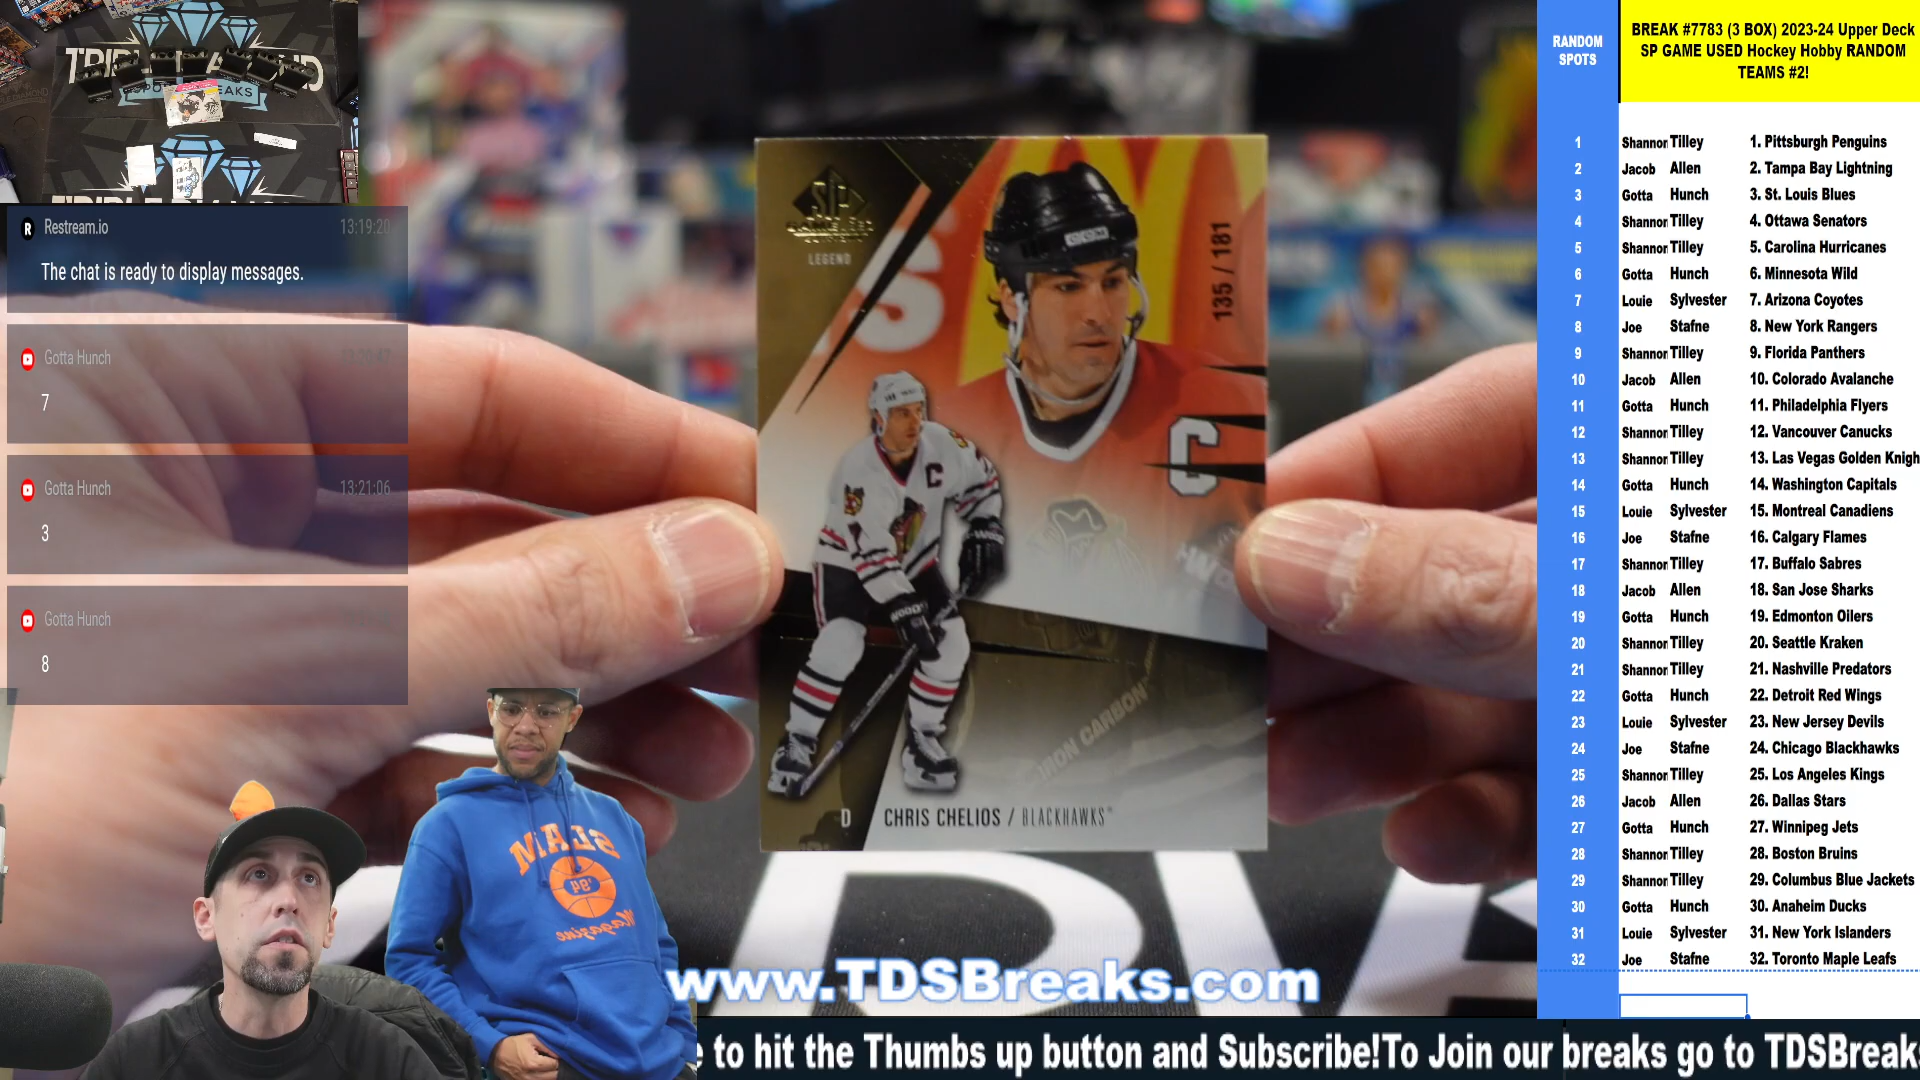 Restream.io 13:19:20
The chat is ready to display messages.
Gotta Hunch
7
Gotta Hunch 13:21:06
3
Gotta Hunch
8
SP
LEGEND
135 / 181
CCM
C
C
IRON CARBON
D CHRIS CHELIOS / BLACKHAWKS
SLAM
Magazine
www.TDSBreaks.com
e to hit the Thumbs up button and Subscribe!To Join our breaks go to TDSBreak
RANDOM
SPOTS
BREAK #7783 (3 BOX) 2023-24 Upper Deck
SP GAME USED Hockey Hobby RANDOM
TEAMS #2!
1 Shannon Tilley 1. Pittsburgh Penguins
2 Jacob Allen 2. Tampa Bay Lightning
3 Gotta Hunch 3. St. Louis Blues
4 Shannon Tilley 4. Ottawa Senators
5 Shannon Tilley 5. Carolina Hurricanes
6 Gotta Hunch 6. Minnesota Wild
7 Louie Sylvester 7. Arizona Coyotes
8 Joe Stafne 8. New York Rangers
9 Shannon Tilley 9. Florida Panthers
10 Jacob Allen 10. Colorado Avalanche
11 Gotta Hunch 11. Philadelphia Flyers
12 Shannon Tilley 12. Vancouver Canucks
13 Shannon Tilley 13. Las Vegas Golden Knigh
14 Gotta Hunch 14. Washington Capitals
15 Louie Sylvester 15. Montreal Canadiens
16 Joe Stafne 16. Calgary Flames
17 Shannon Tilley 17. Buffalo Sabres
18 Jacob Allen 18. San Jose Sharks
19 Gotta Hunch 19. Edmonton Oilers
20 Shannon Tilley 20. Seattle Kraken
21 Shannon Tilley 21. Nashville Predators
22 Gotta Hunch 22. Detroit Red Wings
23 Louie Sylvester 23. New Jersey Devils
24 Joe Stafne 24. Chicago Blackhawks
25 Shannon Tilley 25. Los Angeles Kings
26 Jacob Allen 26. Dallas Stars
27 Gotta Hunch 27. Winnipeg Jets
28 Shannon Tilley 28. Boston Bruins
29 Shannon Tilley 29. Columbus Blue Jackets
30 Gotta Hunch 30. Anaheim Ducks
31 Louie Sylvester 31. New York Islanders
32 Joe Stafne 32. Toronto Maple Leafs